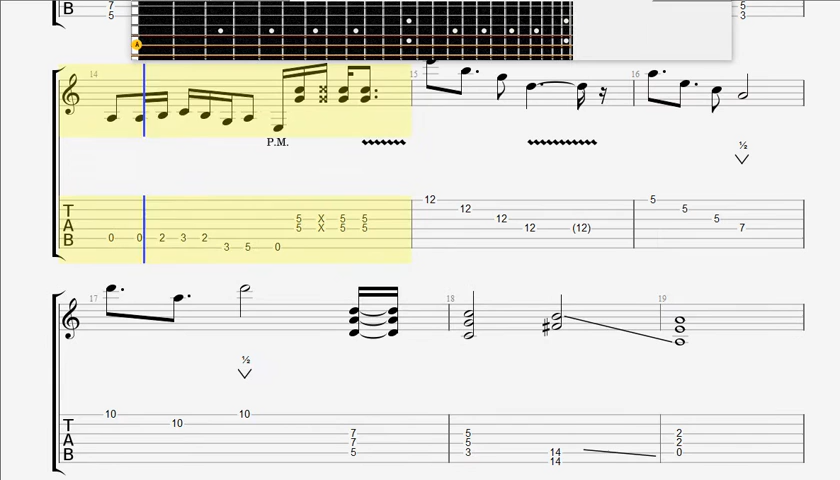 B 7 3
5 3
A
14 15 16
P.M.
½
12 5
T 12 5
5 X 5 5 12 5
A 5 X 5 5 12 (12) 7
B 0 0 2 3 2
3 5 0
17 18 19
½
10 10
T 10
7 5 2
A 7 5 2
B 5 3 14 0
14